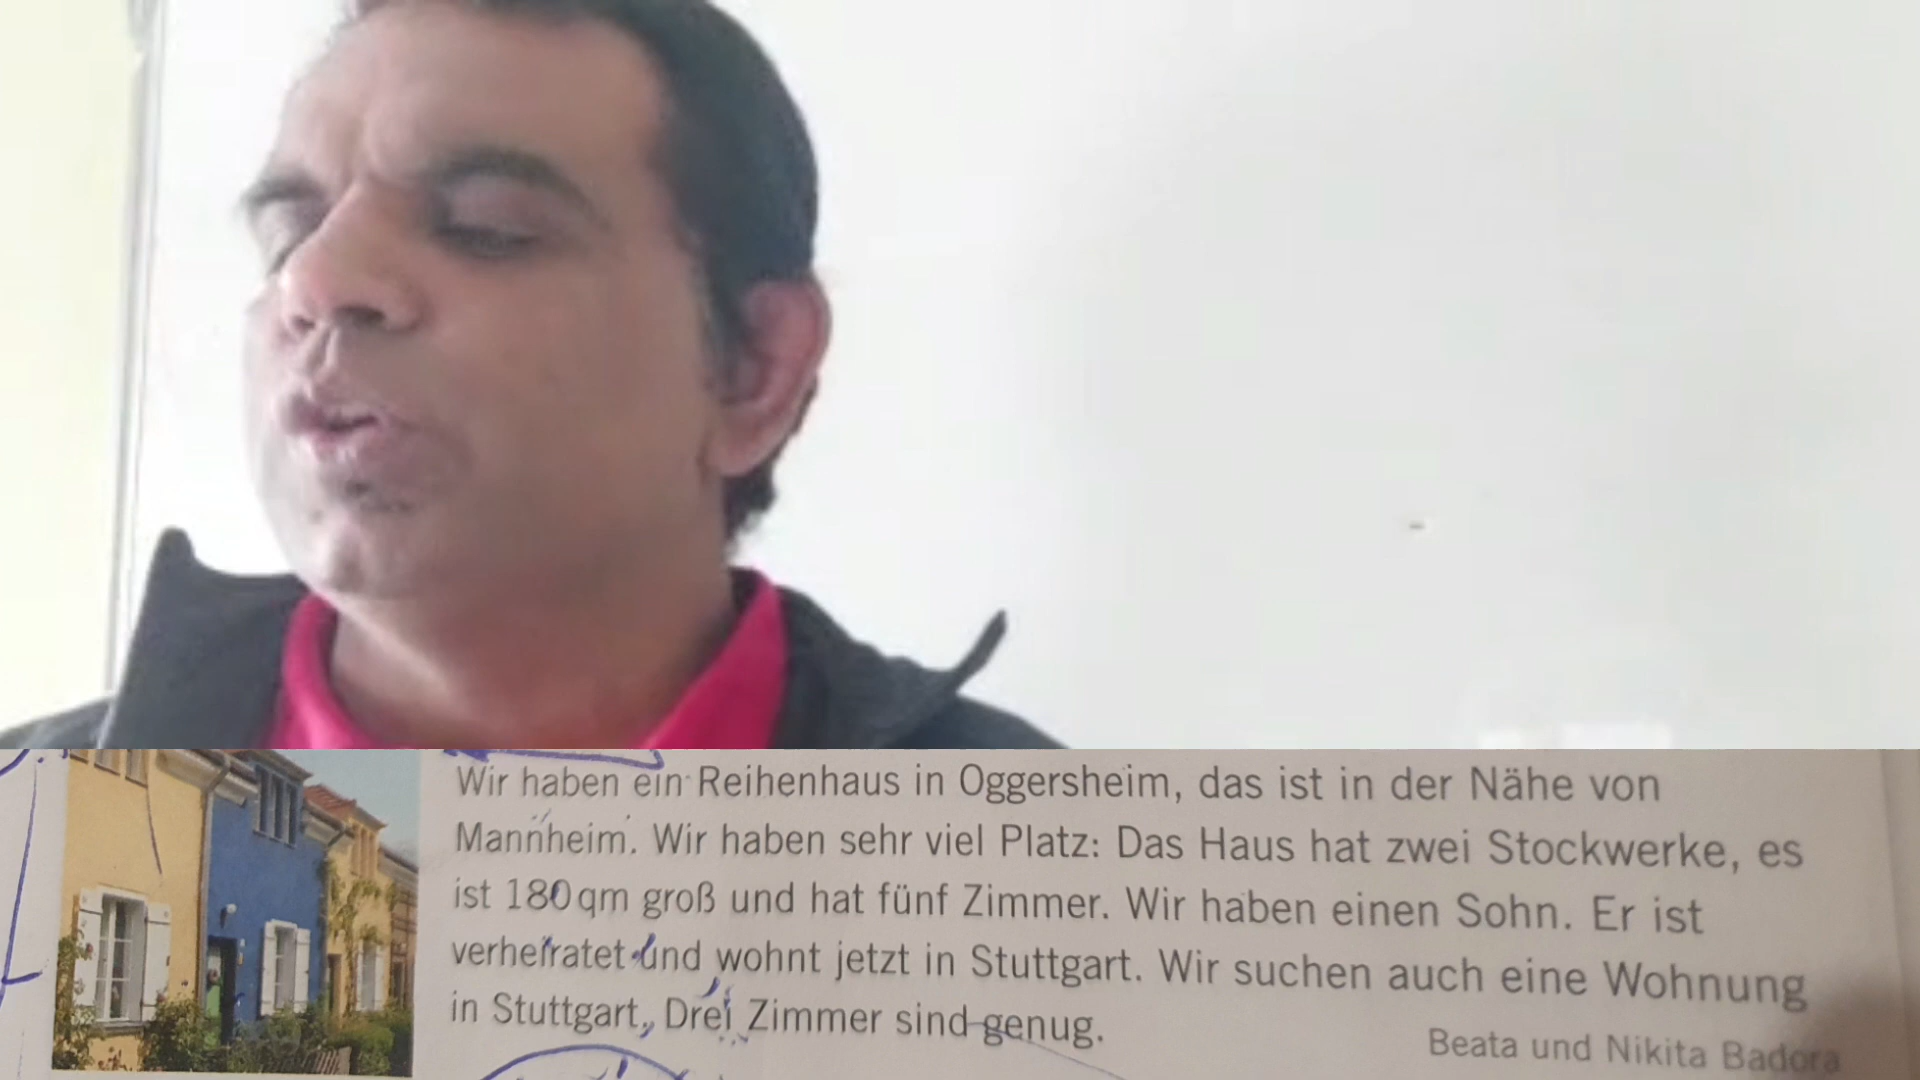 Wir haben ein Reihenhaus in Oggersheim, das ist in der Nähe von
Mannheim. Wir haben sehr viel Platz: Das Haus hat zwei Stockwerke, es
ist 180 qm groß und hat fünf Zimmer. Wir haben einen Sohn. Er ist
verheiratet und wohnt jetzt in Stuttgart. Wir suchen auch eine Wohnung
in Stuttgart, Drei Zimmer sind genug.
Beata und Nikita Badora